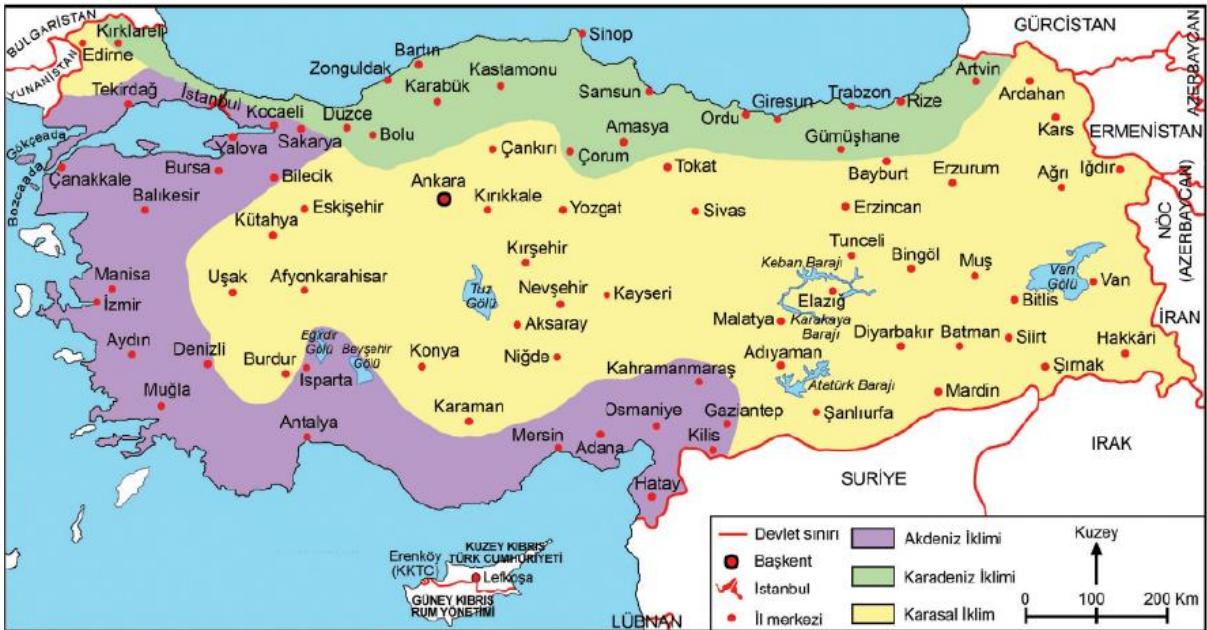 BULGARİSTAN
YUNANİSTAN
GÜRCİSTAN
AZERBAYCAN
ERMENİSTAN
NÖC
(AZERBAYCAN)
İRAN
IRAK
SURİYE
LÜBNAN
Kırklareli
Edirne
Tekirdağ
İstanbul
Kocaeli
Yalova
Sakarya
Düzce
Bolu
Zonguldak
Bartın
Karabük
Kastamonu
Sinop
Samsun
Amasya
Çorum
Çankırı
Tokat
Ordu
Giresun
Trabzon
Rize
Artvin
Gümüşhane
Bayburt
Ardahan
Kars
Iğdır
Ağrı
Erzurum
Erzincan
Gökçeada
Bozcaada
Çanakkale
Bursa
Balıkesir
Bilecik
Eskişehir
Kütahya
Ankara
Kırıkkale
Yozgat
Sivas
Kırşehir
Nevşehir
Kayseri
Aksaray
Niğde
Tuz
Gölü
Manisa
İzmir
Uşak
Afyonkarahisar
Aydın
Denizli
Muğla
Burdur
Isparta
Eğirdir
Gölü
Beyşehir
Gölü
Konya
Karaman
Antalya
Mersin
Adana
Osmaniye
Kahramanmaraş
Gaziantep
Kilis
Hatay
Tunceli
Bingöl
Muş
Keban Barajı
Elazığ
Malatya
Karakaya
Barajı
Adıyaman
Atatürk Barajı
Şanlıurfa
Diyarbakır
Batman
Mardin
Siirt
Bitlis
Van
Gölü
Van
Hakkâri
Şırnak
Erenköy
(KKTC)
KUZEY KIBRIS
TÜRK CUMHURİYETİ
Lefkoşa
GÜNEY KIBRIS
RUM YÖNETİMİ
Devlet sınırı
Başkent
İstanbul
İl merkezi
Akdeniz İklimi
Karadeniz İklimi
Karasal İklim
Kuzey
0 100 200 Km